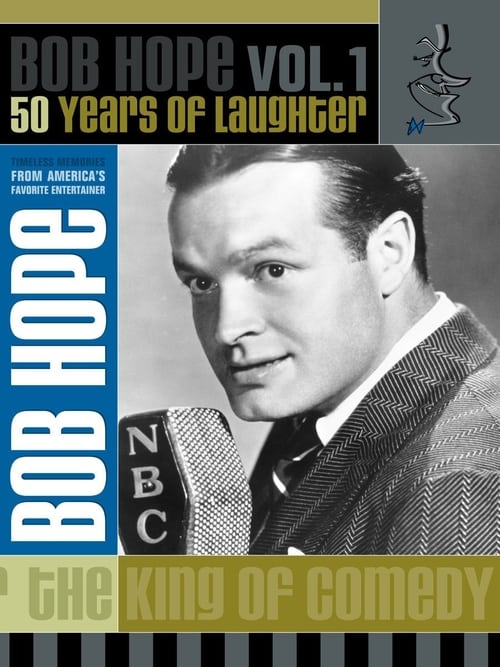 BOB HOPE VOL.1
50 Years of Laughter
TIMELESS MEMORIES
FROM AMERICA'S
FAVORITE ENTERTAINER
BOB HOPE
NBC
r the King of Comedy